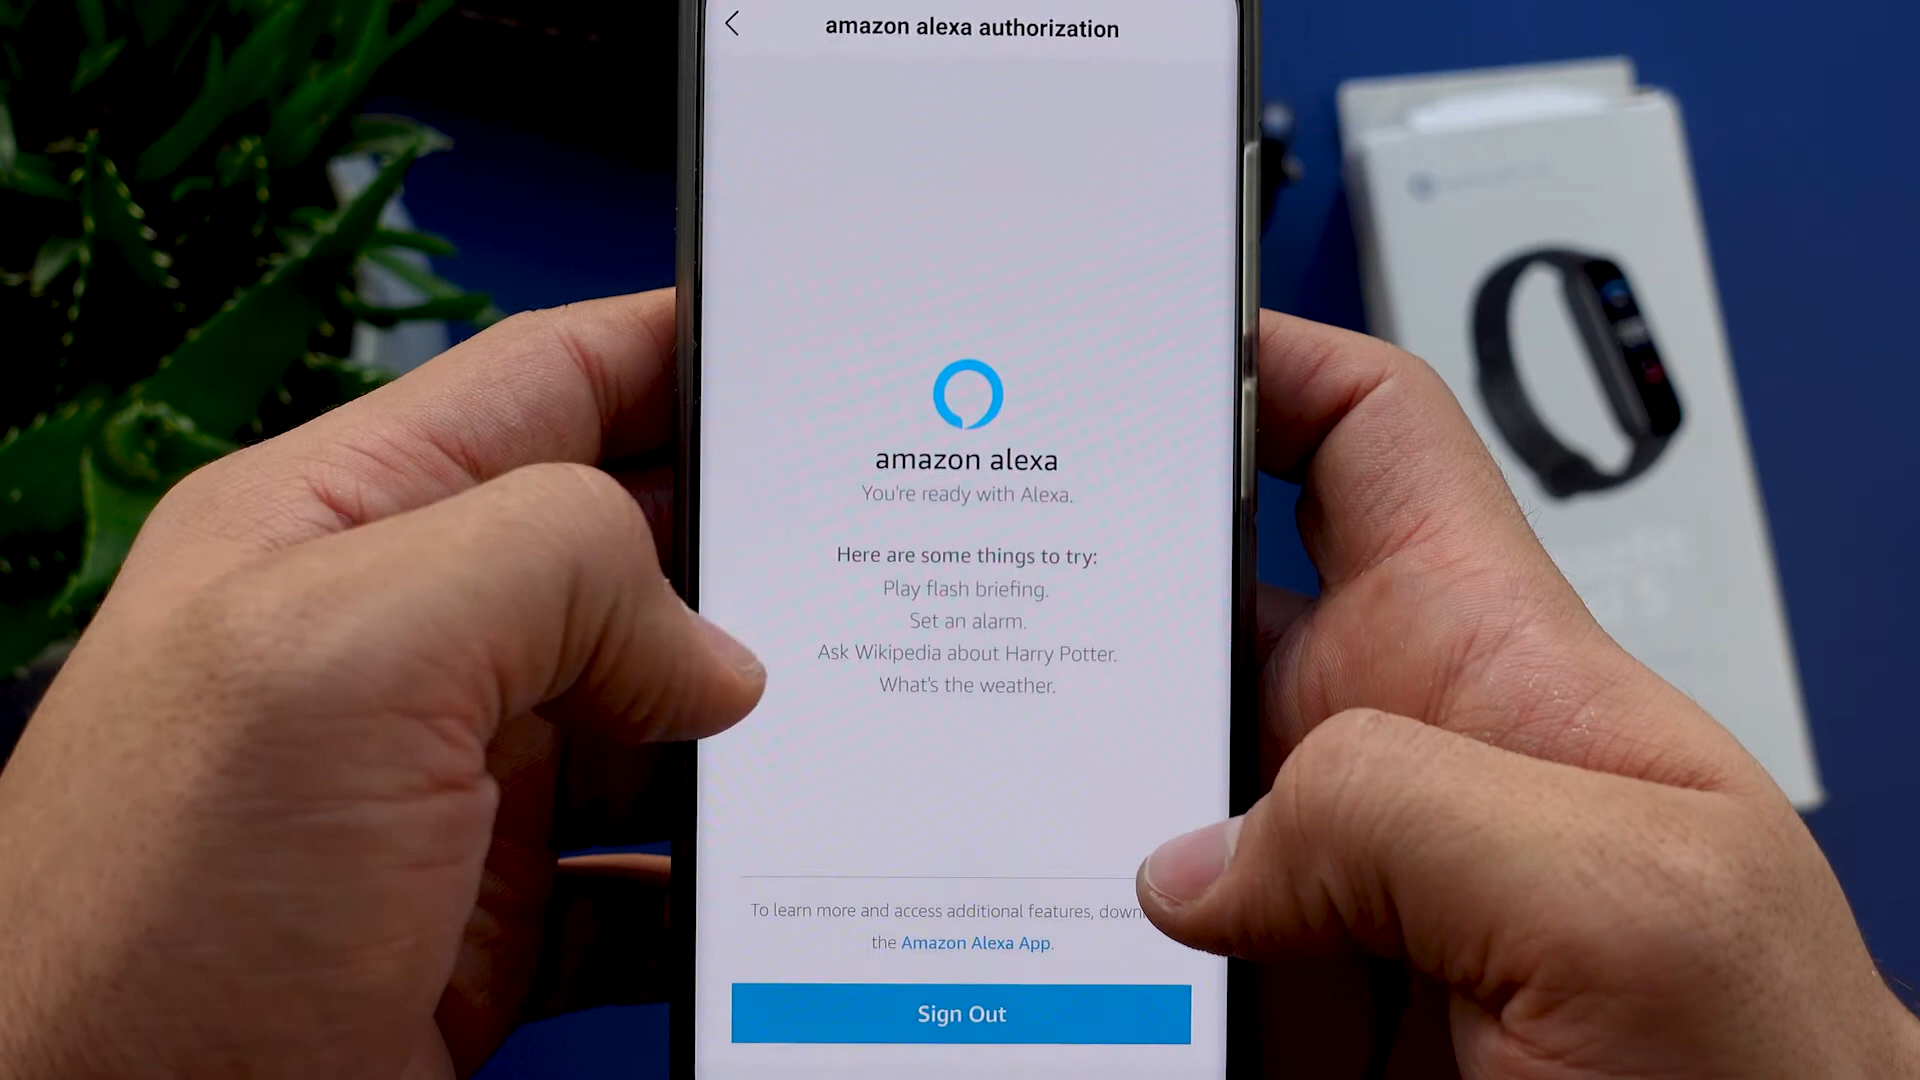 amazon alexa authorization
amazon alexa
You're ready with Alexa.
Here are some things to try:
Play flash briefing.
Set an alarm.
Ask Wikipedia about Harry Potter.
What's the weather.
To learn more and access additional features, down
the Amazon Alexa App.
Sign Out